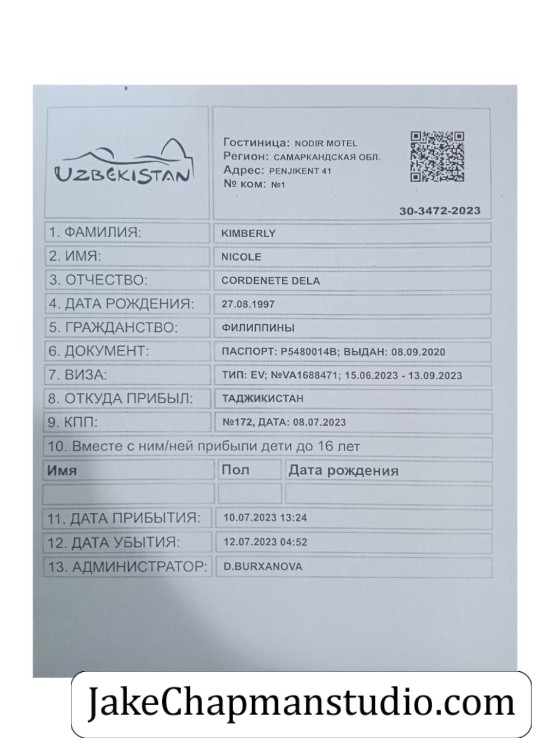 UZBEKISTAN
Гостиница: NODIR MOTEL
Регион: САМАРКАНДСКАЯ ОБЛ.
Адрес: PENJIKENT 41
№ ком: №1
30-3472-2023
1. ФАМИЛИЯ: KIMBERLY
2. ИМЯ: NICOLE
3. ОТЧЕСТВО: CORDENETE DELA
4. ДАТА РОЖДЕНИЯ: 27.08.1997
5. ГРАЖДАНСТВО: ФИЛИППИНЫ
6. ДОКУМЕНТ: ПАСПОРТ: P5480014B; ВЫДАН: 08.09.2020
7. ВИЗА: ТИП: EV; №VA1688471; 15.06.2023 - 13.09.2023
8. ОТКУДА ПРИБЫЛ: ТАДЖИКИСТАН
9. КПП: №172, ДАТА: 08.07.2023
10. Вместе с ним/ней прибыли дети до 16 лет
Имя Пол Дата рождения
11. ДАТА ПРИБЫТИЯ: 10.07.2023 13:24
12. ДАТА УБЫТИЯ: 12.07.2023 04:52
13. АДМИНИСТРАТОР: D.BURXANOVA
JakeChapmanstudio.com